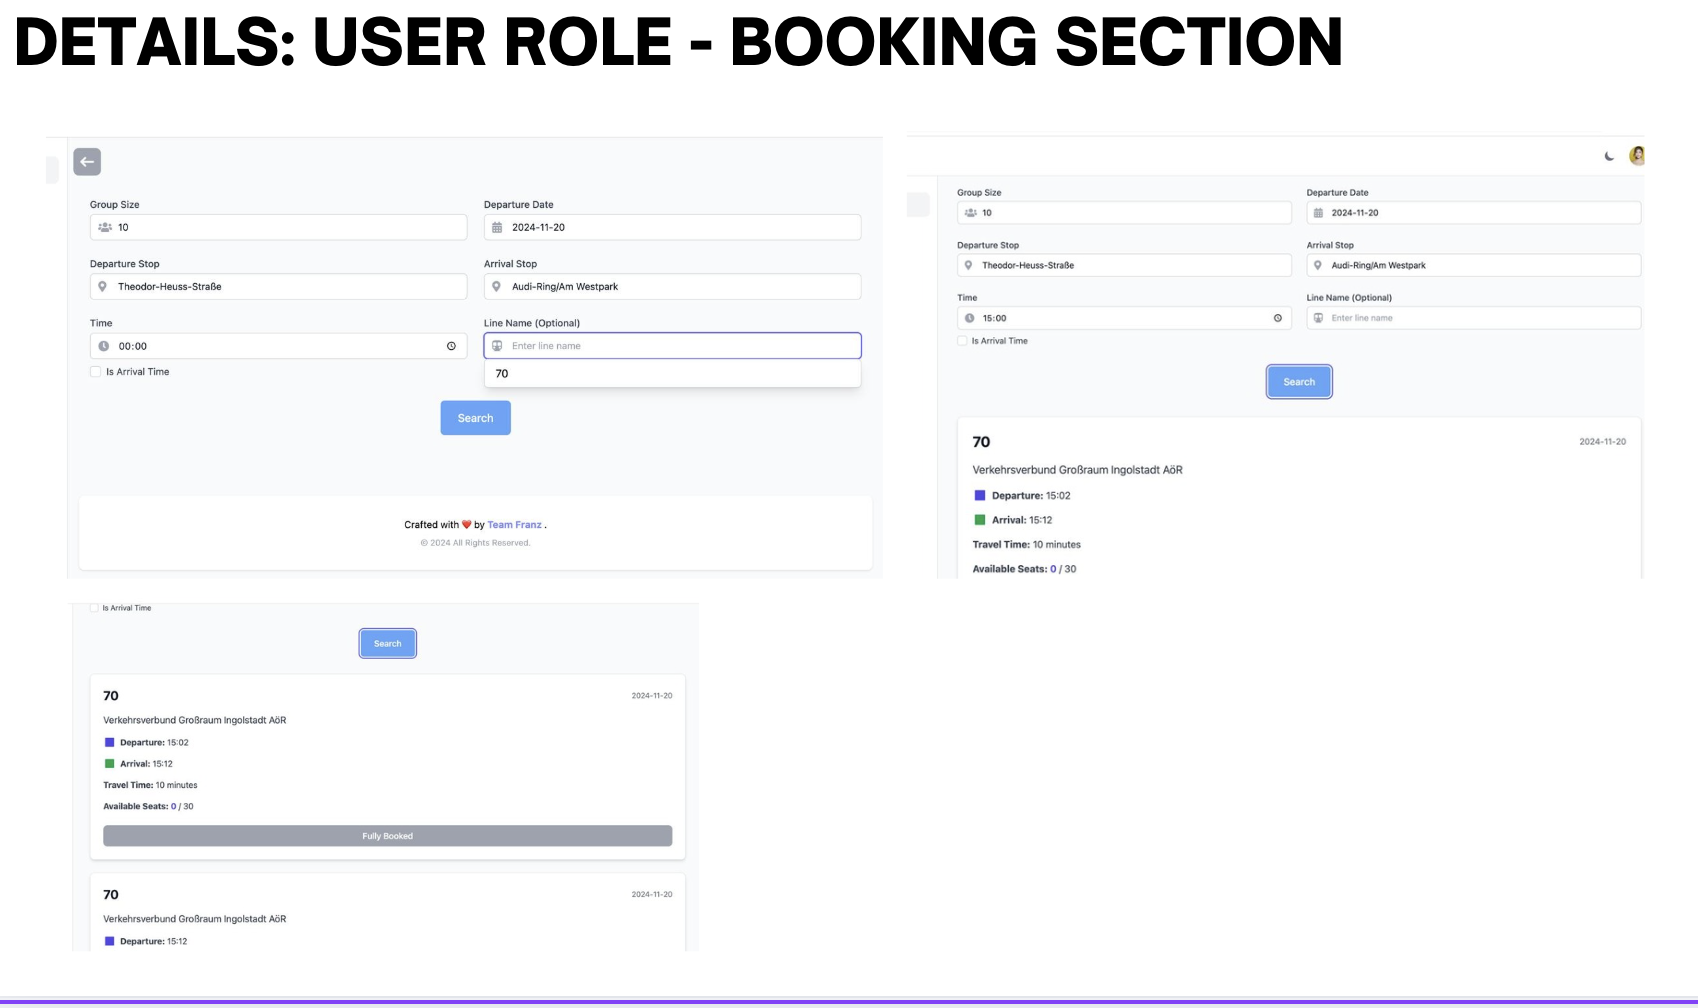 DETAILS: USER ROLE - BOOKING SECTION
Group Size
10
Departure Date
2024-11-20
Departure Stop
Theodor-Heuss-Straße
Arrival Stop
Audi-Ring/Am Westpark
Time
00:00
Is Arrival Time
Line Name (Optional)
Enter line name
70
Search
Crafted with ❤️ by Team Franz .
© 2024 All Rights Reserved.
Group Size
10
Departure Date
2024-11-20
Departure Stop
Theodor-Heuss-Straße
Arrival Stop
Audi-Ring/Am Westpark
Time
15:00
Is Arrival Time
Line Name (Optional)
Enter line name
Search
70 2024-11-20
Verkehrsverbund Großraum Ingolstadt AöR
Departure: 15:02
Arrival: 15:12
Travel Time: 10 minutes
Available Seats: 0 / 30
Is Arrival Time
Search
70 2024-11-20
Verkehrsverbund Großraum Ingolstadt AöR
Departure: 15:02
Arrival: 15:12
Travel Time: 10 minutes
Available Seats: 0 / 30
Fully Booked
70 2024-11-20
Verkehrsverbund Großraum Ingolstadt AöR
Departure: 15:12